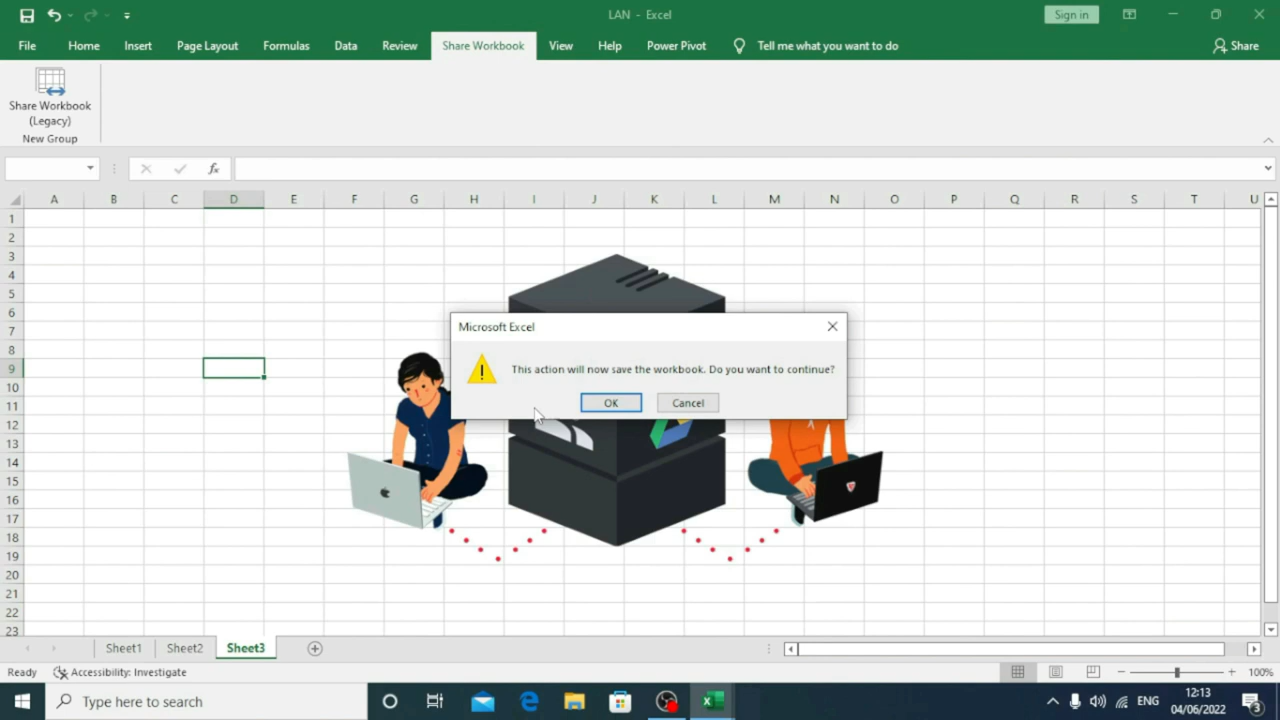 LAN - Excel
Sign in
File Home Insert Page Layout Formulas Data Review Share Workbook View Help Power Pivot Tell me what you want to do Share
Share Workbook
(Legacy)
New Group
fx
A B C D E F G H I J K L M N O P Q R S T U
1
2
3
4
5
6
7
8
9
10
11
12
13
14
15
16
17
18
19
20
21
22
23
Microsoft Excel
This action will now save the workbook. Do you want to continue?
OK Cancel
Sheet1 Sheet2 Sheet3
Ready Accessibility: Investigate 100%
Type here to search
ENG
12:13
04/06/2022
3